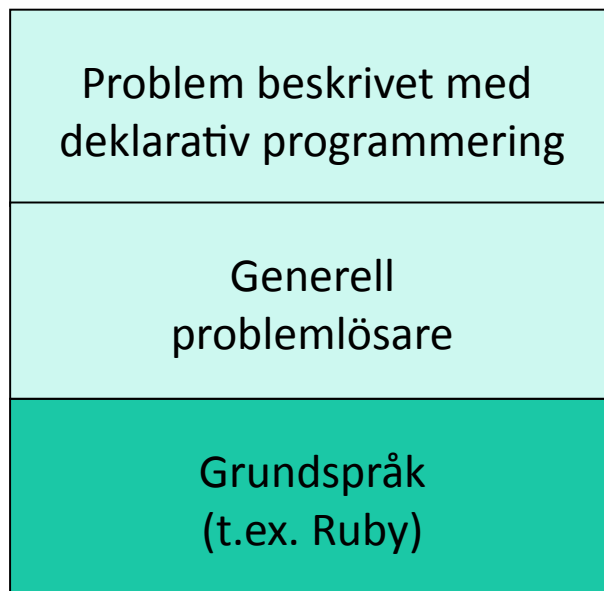 Problem beskrivet med
deklarativ programmering
Generell
problemlösare
Grundspråk
(t.ex. Ruby)